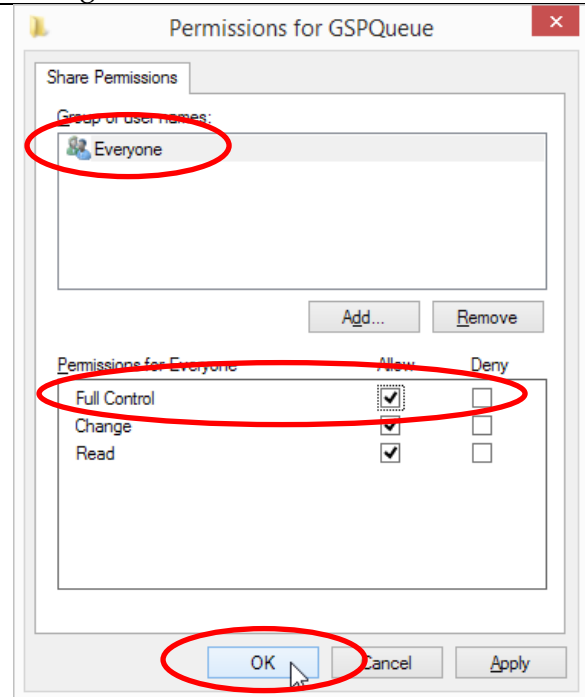 Permissions for GSPQueue
Share Permissions
Group or user names:
Everyone
Add... Remove
Permissions for Everyone Allow Deny
Full Control
Change
Read
OK Cancel Apply